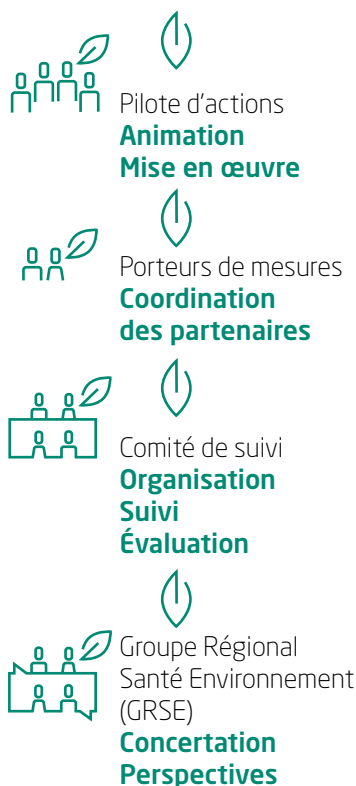 Pilote d'actions
Animation
Mise en œuvre
Porteurs de mesures
Coordination
des partenaires
Comité de suivi
Organisation
Suivi
Évaluation
Groupe Régional
Santé Environnement
(GRSE)
Concertation
Perspectives